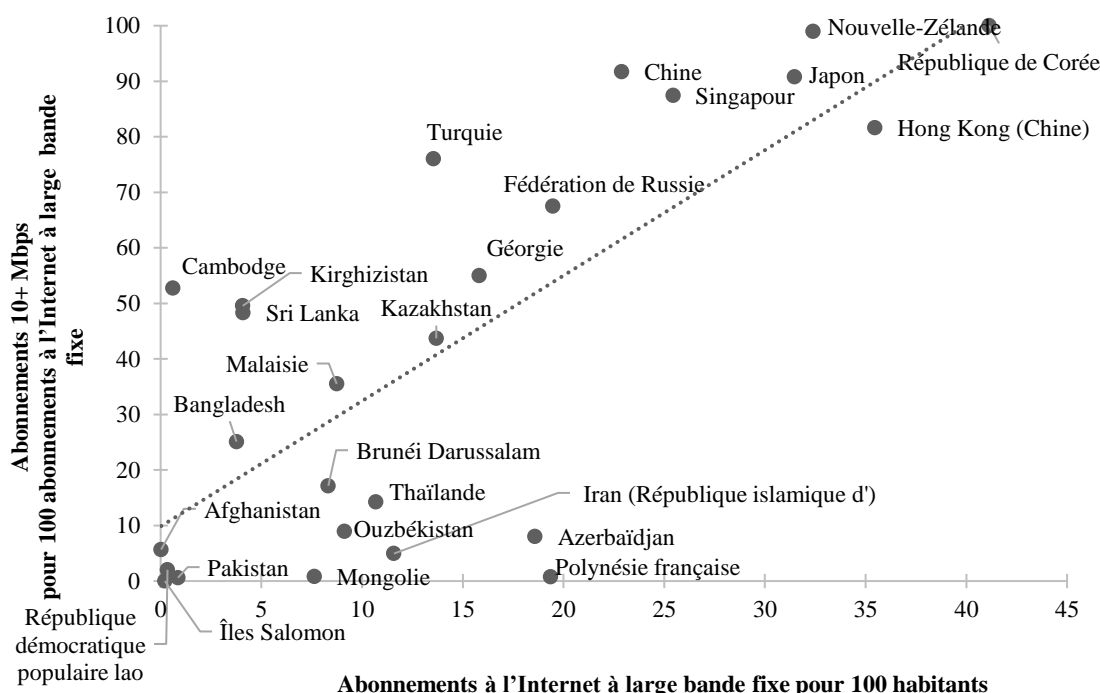 100
90
80
70
60
50
40
30
20
10
0
0
5
10
15
20
25
30
35
40
45
Abonnements 10+ Mbps
pour 100 abonnements à l'Internet à large bande
fixe
Nouvelle-Zélande
République de Corée
Chine
Japon
Singapour
Hong Kong (Chine)
Turquie
Fédération de Russie
Géorgie
Cambodge
Kirghizistan
Sri Lanka
Kazakhstan
Malaisie
Bangladesh
Brunéi Darussalam
Thaïlande
Iran (République islamique d')
Afghanistan
Ouzbékistan
Azerbaïdjan
Pakistan
Mongolie
Polynésie française
République
démocratique
populaire lao
Îles Salomon
Abonnements à l'Internet à large bande fixe pour 100 habitants